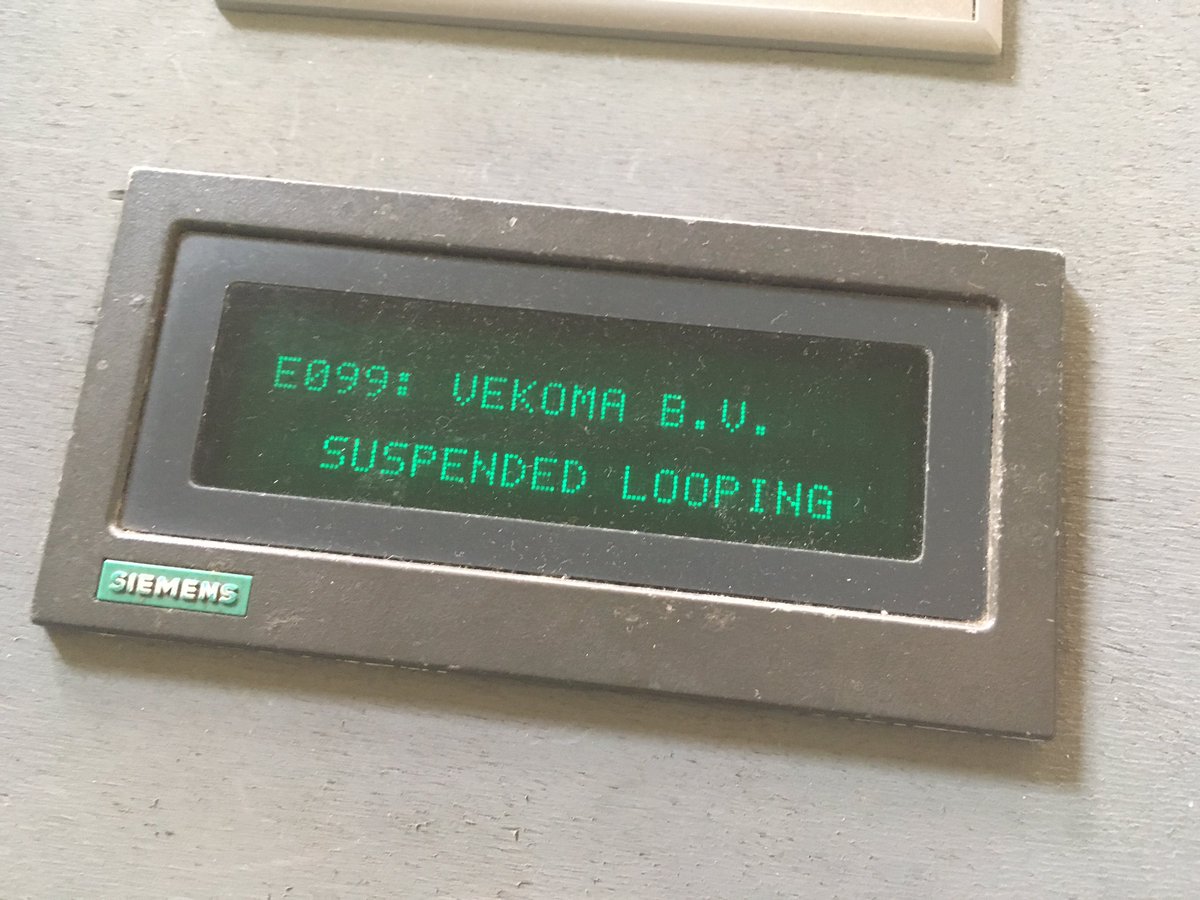 E099: VEKOMA B.V.
SUSPENDED LOOPING
SIEMENS